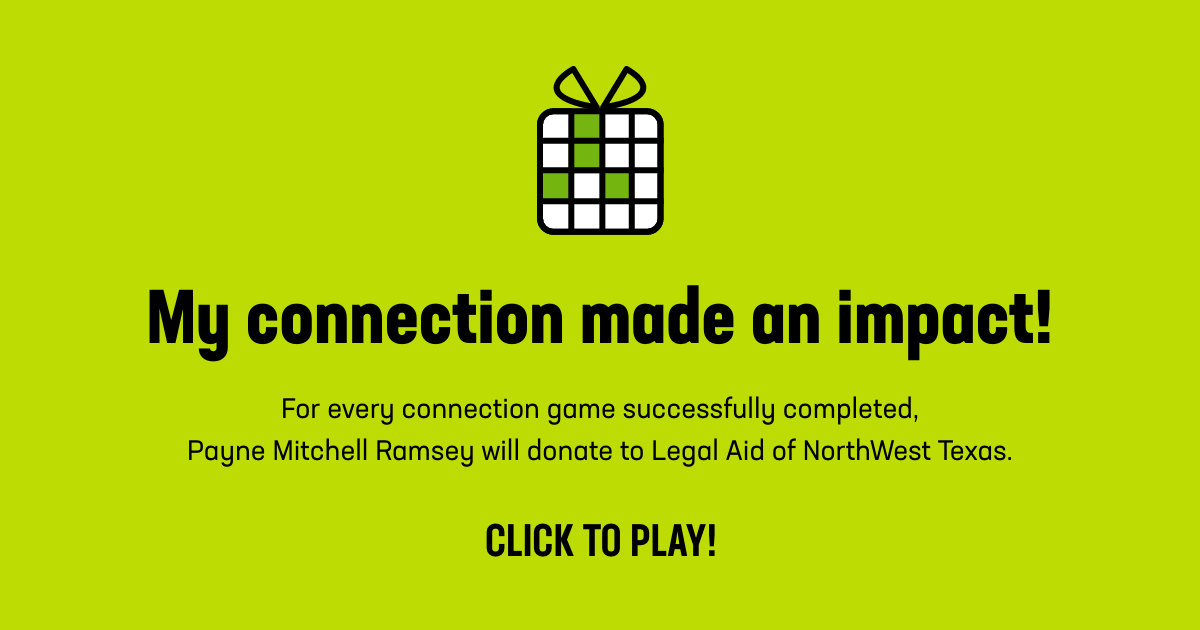 My connection made an impact!
For every connection game successfully completed,
Payne Mitchell Ramsey will donate to Legal Aid of NorthWest Texas.
CLICK TO PLAY!